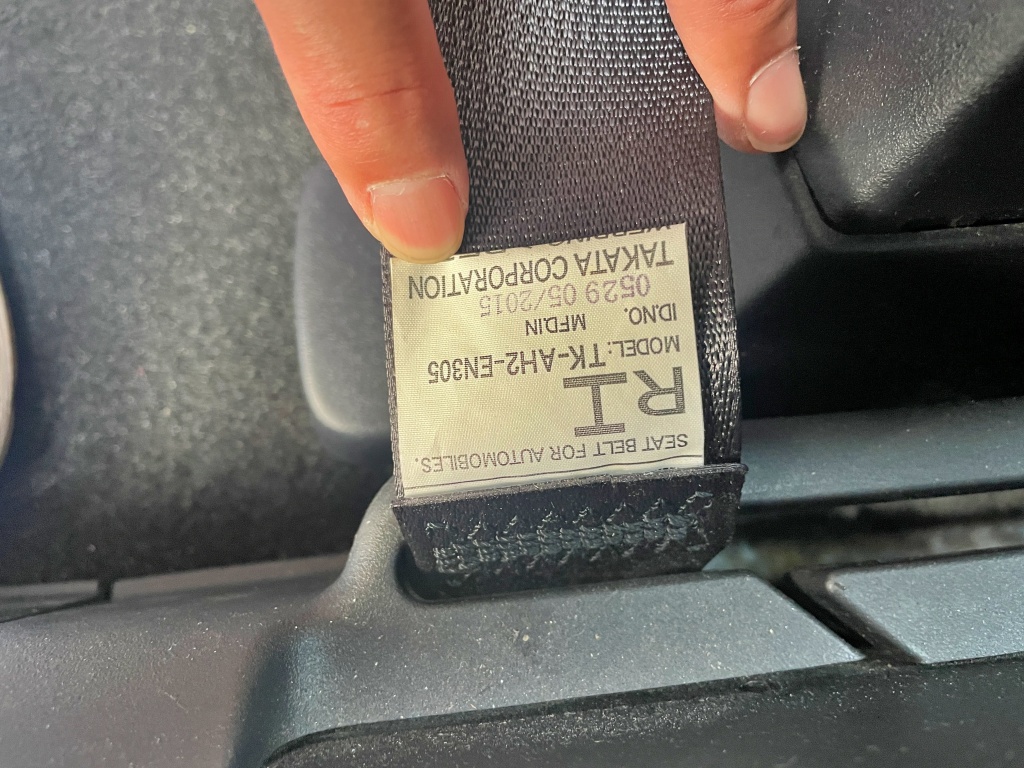 SEAT BELT FOR AUTOMOBILES.
RI
MODEL: TK-AH2-EN305
ID.NO. MFD.IN
0529 05/2015
TAKATA CORPORATION